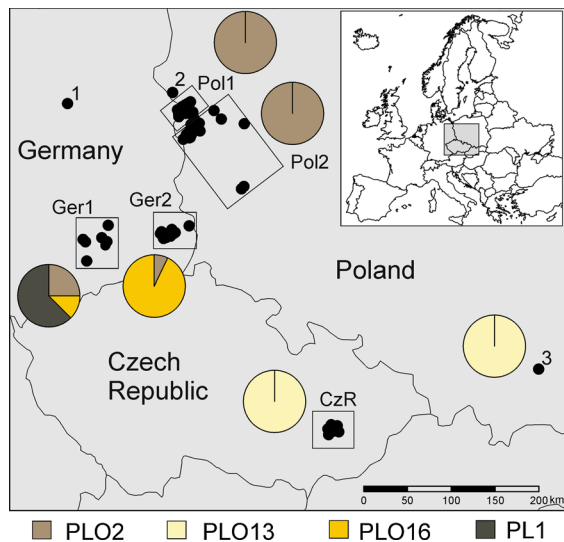 1
2
Pol1
Germany
Pol2
Ger1
Ger2
Poland
Czech
Republic
CzR
3
0 50 100 150 200 km
PLO2 PLO13 PLO16 PL1